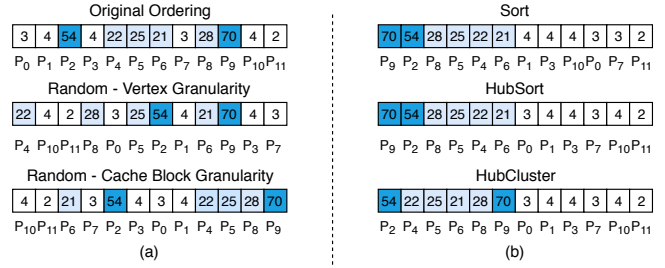 Original Ordering
3 4 54 4 22 25 21 3 28 70 4 2
P0 P1 P2 P3 P4 P5 P6 P7 P8 P9 P10 P11
Random - Vertex Granularity
22 4 2 28 3 25 54 4 21 70 4 3
P4 P10 P11 P8 P0 P5 P2 P1 P6 P9 P3 P7
Random - Cache Block Granularity
4 2 21 3 54 4 3 4 22 25 28 70
P10 P11 P6 P7 P2 P3 P0 P1 P4 P5 P8 P9
(a)
Sort
70 54 28 25 22 21 4 4 4 3 3 2
P9 P2 P8 P5 P4 P6 P1 P3 P10 P0 P7 P11
HubSort
70 54 28 25 22 21 3 4 4 3 4 2
P9 P2 P8 P5 P4 P6 P0 P1 P3 P7 P10 P11
HubCluster
54 22 25 21 28 70 3 4 4 3 4 2
P2 P4 P5 P6 P8 P9 P0 P1 P3 P7 P10 P11
(b)